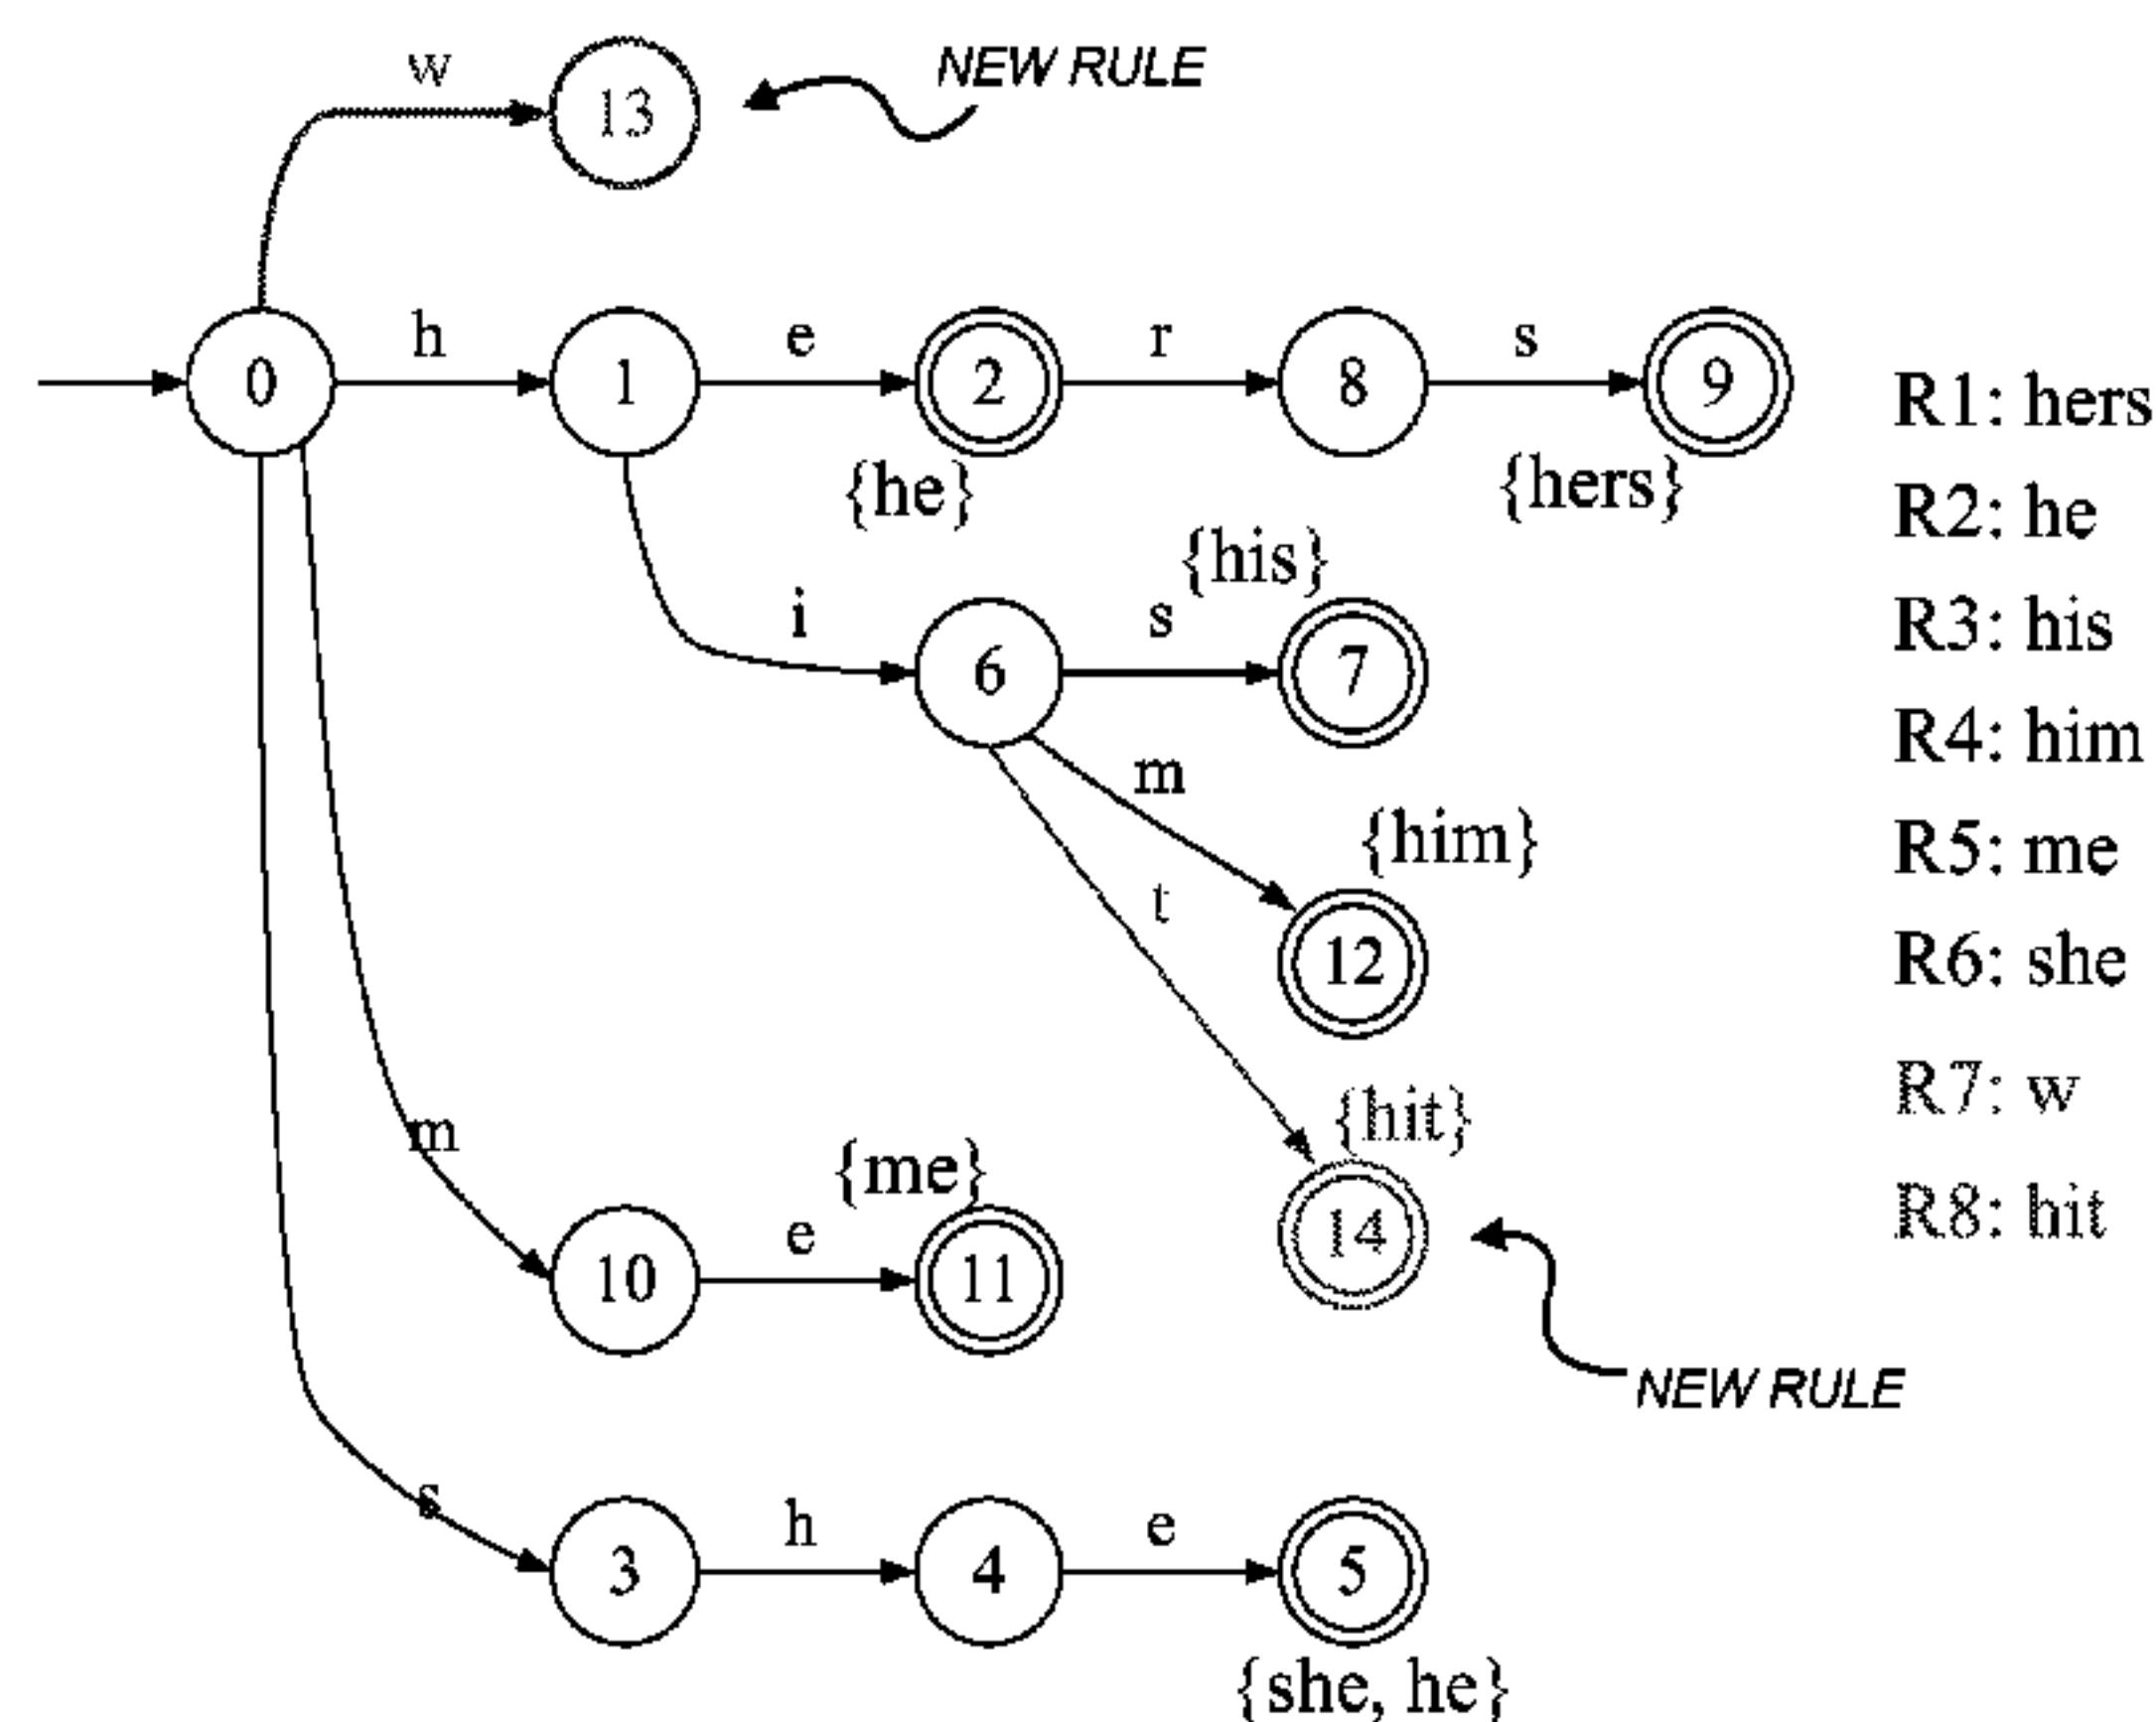 w
13
NEW RULE
0
h
1
e
2
r
8
s
9
{he}
{hers}
{his}
i
6
s
7
m
{him}
t
12
{hit}
14
NEW RULE
m
10
e
{me}
11
s
3
h
4
e
5
{she, he}
R1: hers
R2: he
R3: his
R4: him
R5: me
R6: she
R7: w
R8: hit